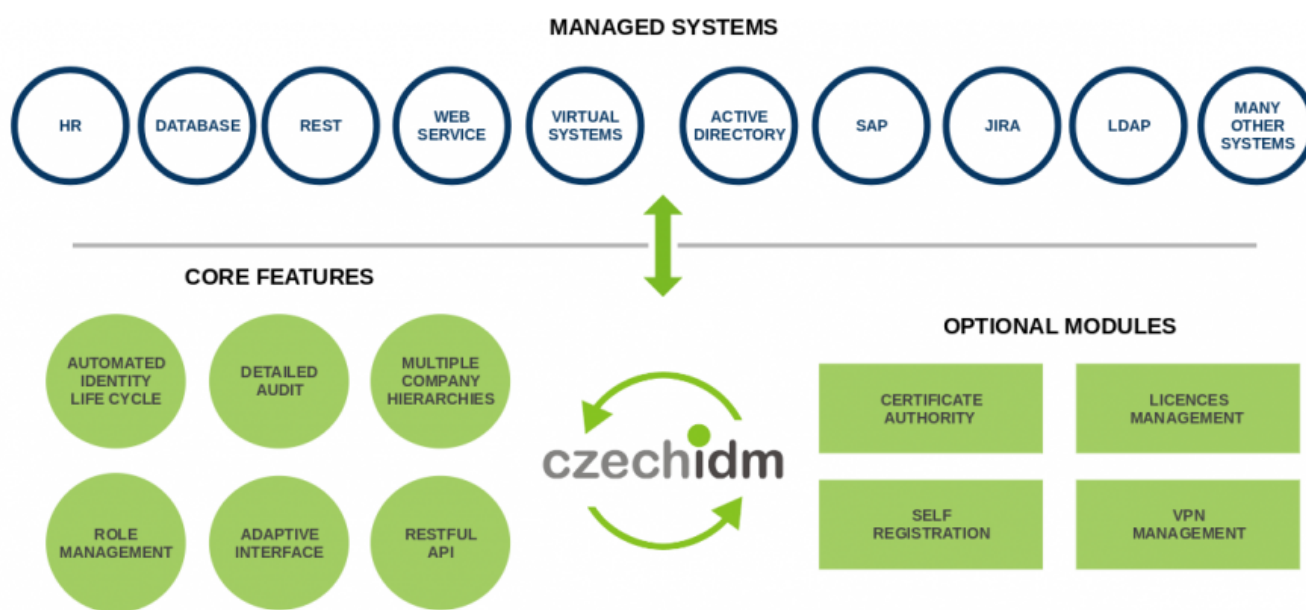 MANAGED SYSTEMS
HR
DATABASE
REST
WEB
SERVICE
VIRTUAL
SYSTEMS
ACTIVE
DIRECTORY
SAP
JIRA
LDAP
MANY
OTHER
SYSTEMS
CORE FEATURES
AUTOMATED
IDENTITY
LIFE CYCLE
DETAILED
AUDIT
MULTIPLE
COMPANY
HIERARCHIES
ROLE
MANAGEMENT
ADAPTIVE
INTERFACE
RESTFUL
API
czechidm
OPTIONAL MODULES
CERTIFICATE
AUTHORITY
LICENCES
MANAGEMENT
SELF
REGISTRATION
VPN
MANAGEMENT